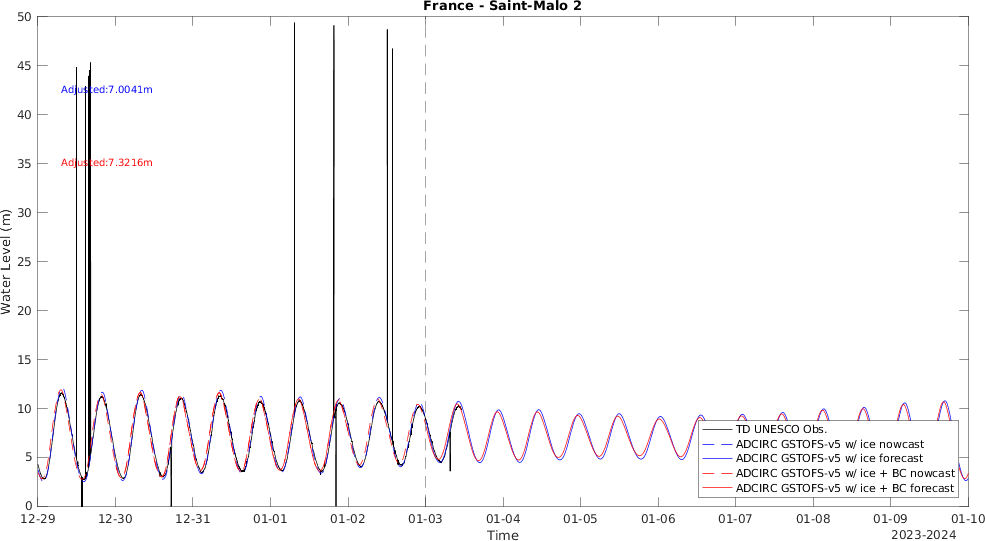 France - Saint-Malo 2
50
45
40
35
30
25
20
15
10
5
0
Water Level (m)
Adjusted:7.0041m
Adjusted:7.3216m
TD UNESCO Obs.
ADCIRC GSTOFS-v5 w/ ice nowcast
ADCIRC GSTOFS-v5 w/ ice forecast
ADCIRC GSTOFS-v5 w/ ice + BC nowcast
ADCIRC GSTOFS-v5 w/ ice + BC forecast
12-29 12-30 12-31 01-01 01-02 01-03 01-04 01-05 01-06 01-07 01-08 01-09 01-10
Time
2023-2024